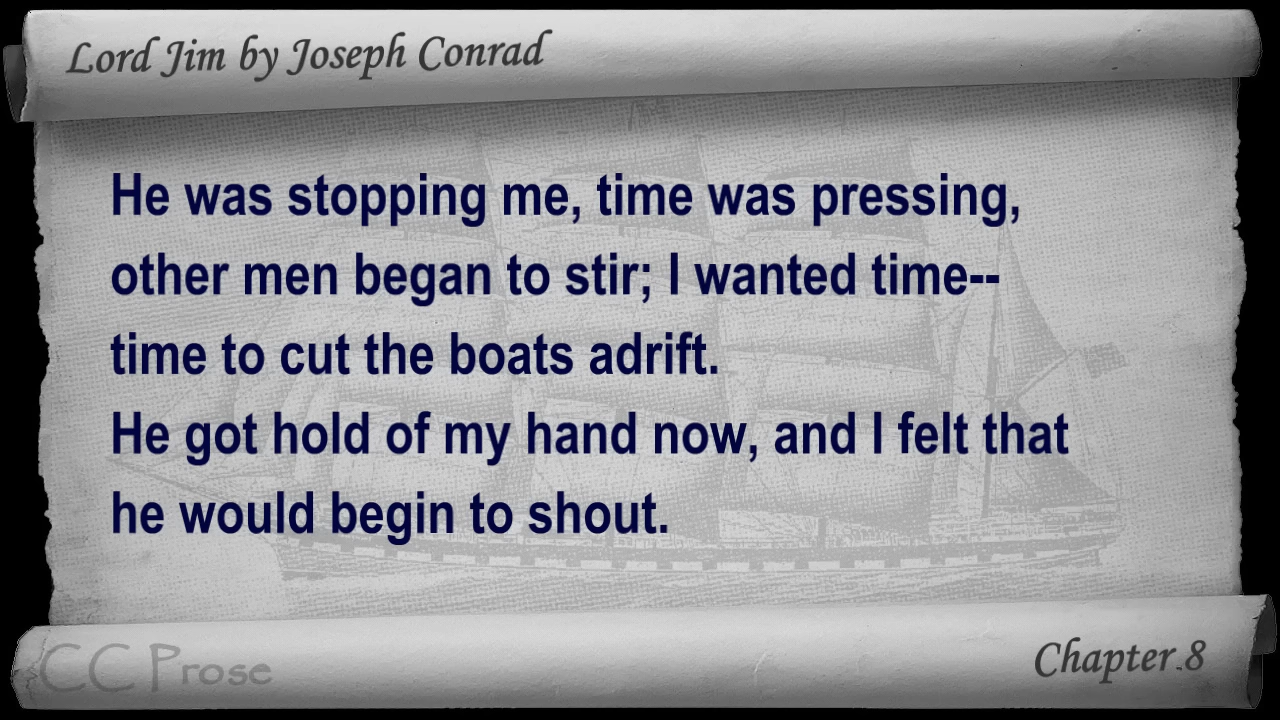 Lord Jim by Joseph Conrad
He was stopping me, time was pressing,
other men began to stir; I wanted time--
time to cut the boats adrift.
He got hold of my hand now, and I felt that
he would begin to shout.
CC Prose
Chapter 8